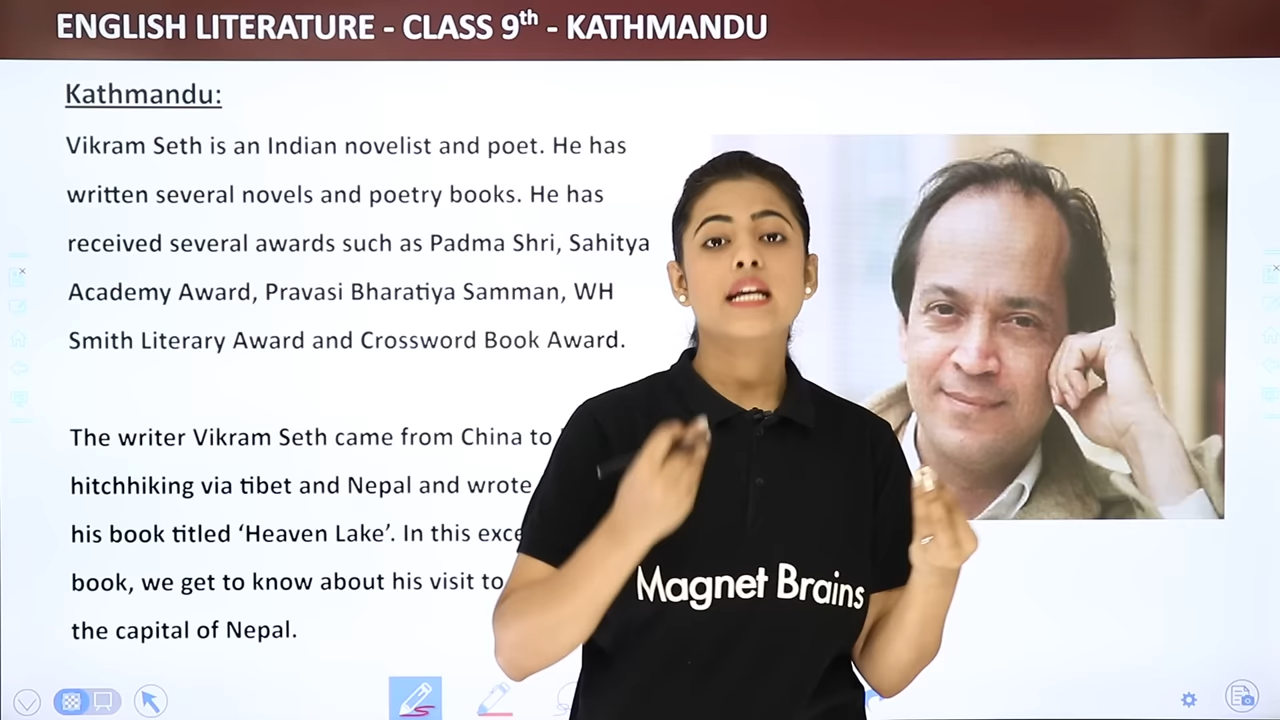 ENGLISH LITERATURE - CLASS 9th - KATHMANDU
Kathmandu:
Vikram Seth is an Indian novelist and poet. He has
written several novels and poetry books. He has
received several awards such as Padma Shri, Sahitya
Academy Award, Pravasi Bharatiya Samman, WH
Smith Literary Award and Crossword Book Award.
The writer Vikram Seth came from China to
hitchhiking via tibet and Nepal and wrote
his book titled ‘Heaven Lake’. In this
book, we get to know about his visit to
the capital of Nepal.
Magnet Brains